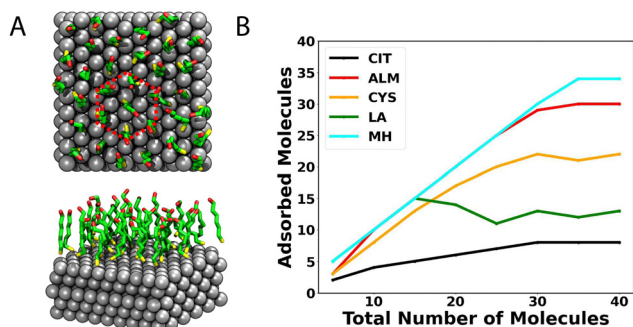 A
B
40
35
30
25
20
15
10
5
0
Adsorbed Molecules
CIT
ALM
CYS
LA
MH
10
20
30
40
Total Number of Molecules